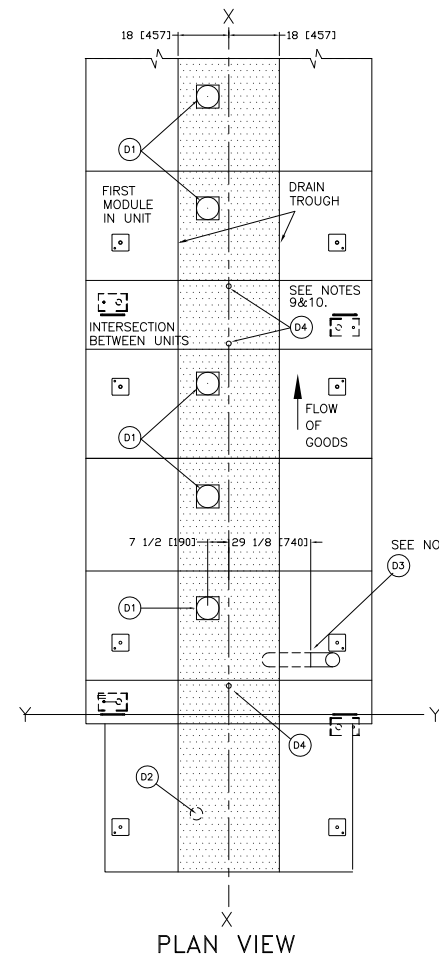 X
18 [457]
18 [457]
D1
FIRST
MODULE
IN UNIT
DRAIN
TROUGH
SEE NOTES
9&10.
D4
INTERSECTION
BETWEEN UNITS
FLOW
OF
GOODS
D1
7 1/2 [190]
29 1/8 [740]
SEE NO
D3
D1
E
Y
Y
D4
D2
X
PLAN VIEW